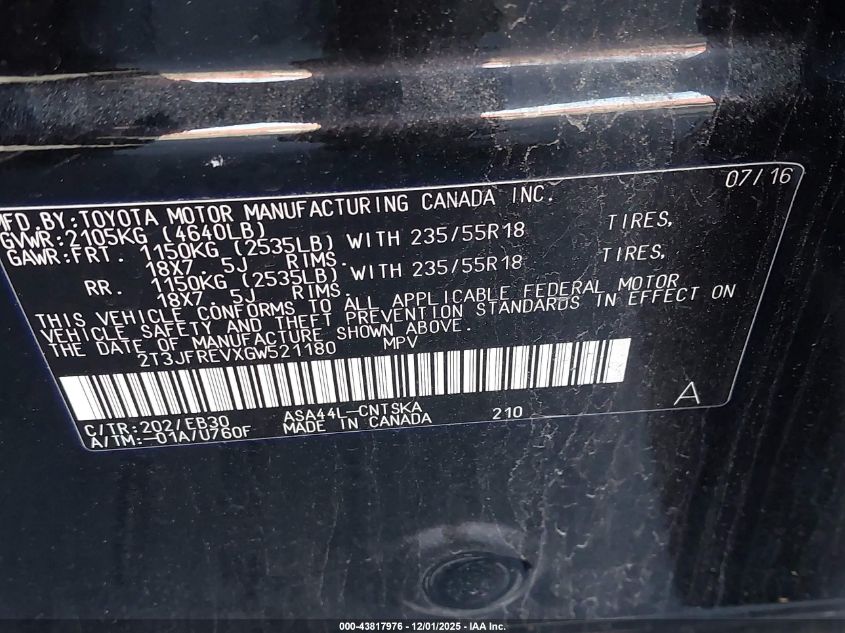 07/16
MFD.BY:TOYOTA MOTOR MANUFACTURING CANADA INC.
GVWR:2105KG (4640LB)
GAWR:FRT. 1150KG (2535LB) WITH 235/55R18 TIRES,
18X7.5J RIMS.
RR. 1150KG (2535LB) WITH 235/55R18 TIRES,
18X7.5J RIMS.
THIS VEHICLE CONFORMS TO ALL APPLICABLE FEDERAL MOTOR
VEHICLE SAFETY AND THEFT PREVENTION STANDARDS IN EFFECT ON
THE DATE OF MANUFACTURE SHOWN ABOVE.
2T3JFREVXGW521180 MPV
A
C/TR:202/EB30 ASA44L-CNTSKA 210
A/TM:-01A/U760F MADE IN CANADA
000-43817976 - 12/01/2025 - IAA Inc.